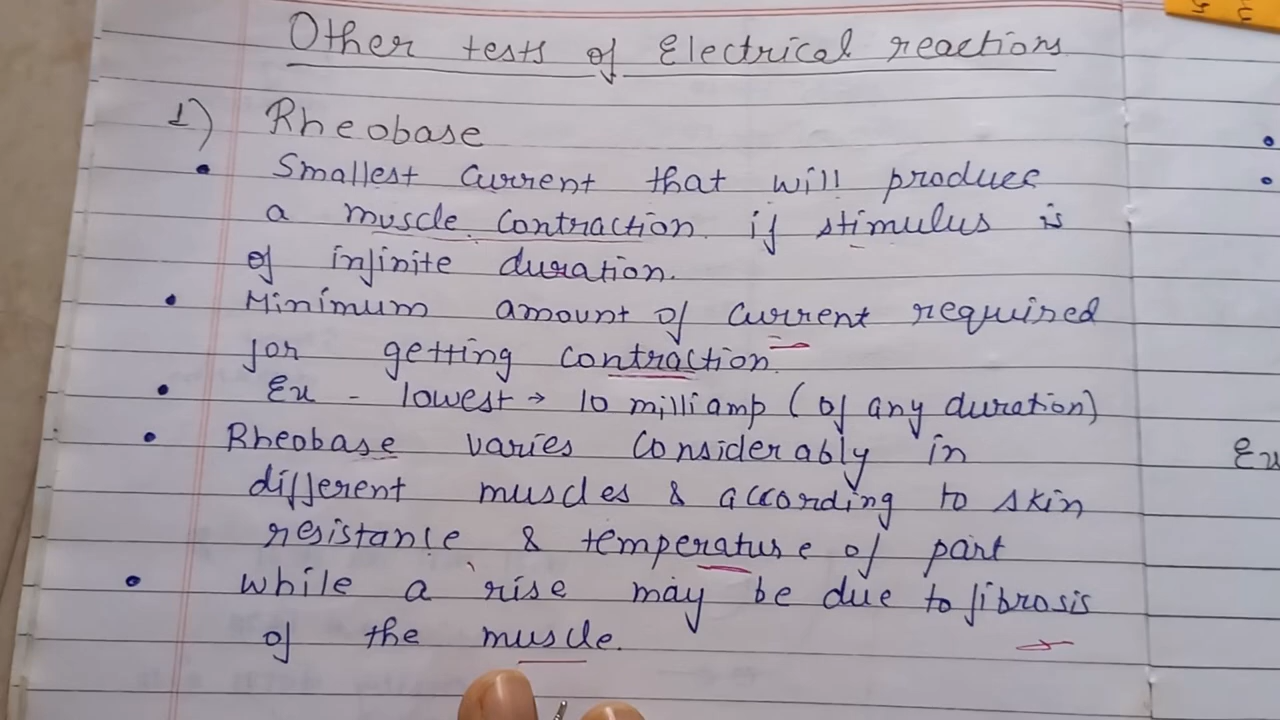 Other tests of Electrical reactions
1) Rheobase
• Smallest current that will produce
a muscle contraction if stimulus is
of infinite duration.
• Minimum amount of current required
for getting contraction.
• Ex - lowest → 10 milliamp (of any duration)
• Rheobase varies considerably in
different muscles & according to skin
resistance & temperature of part
• while a rise may be due to fibrosis
of the muscle.
Ex